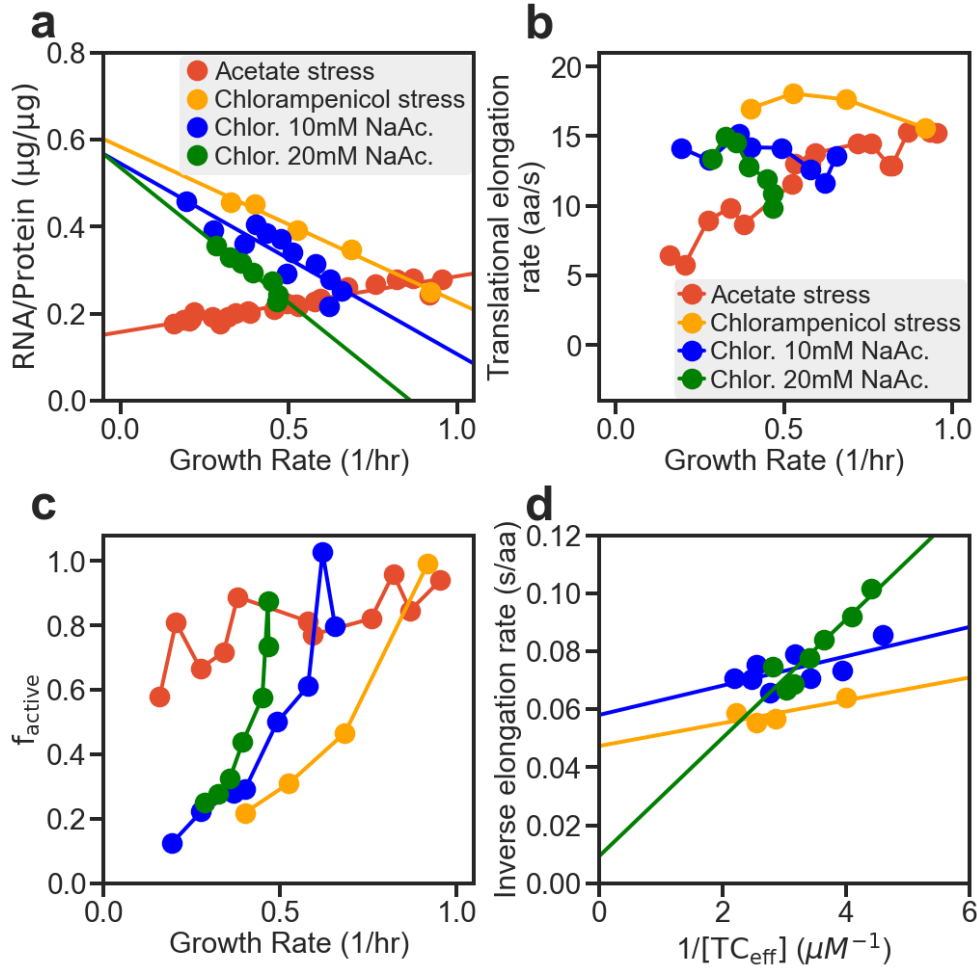 a
0.8
0.6
0.4
0.2
0.0
RNA/Protein (μg/μg)
Acetate stress
Chlorampenicol stress
Chlor. 10mM NaAc.
Chlor. 20mM NaAc.
0.0 0.5 1.0
Growth Rate (1/hr)
b
20
15
10
5
0
Translational elongation
rate (aa/s)
Acetate stress
Chlorampenicol stress
Chlor. 10mM NaAc.
Chlor. 20mM NaAc.
0.0 0.5 1.0
Growth Rate (1/hr)
c
1.0
0.8
0.6
0.4
0.2
0.0
f_active
0.0 0.5 1.0
Growth Rate (1/hr)
d
0.12
0.10
0.08
0.06
0.04
0.02
0.00
Inverse elongation rate (s/aa)
0 2 4 6
1/[TC_eff] (μM⁻¹)